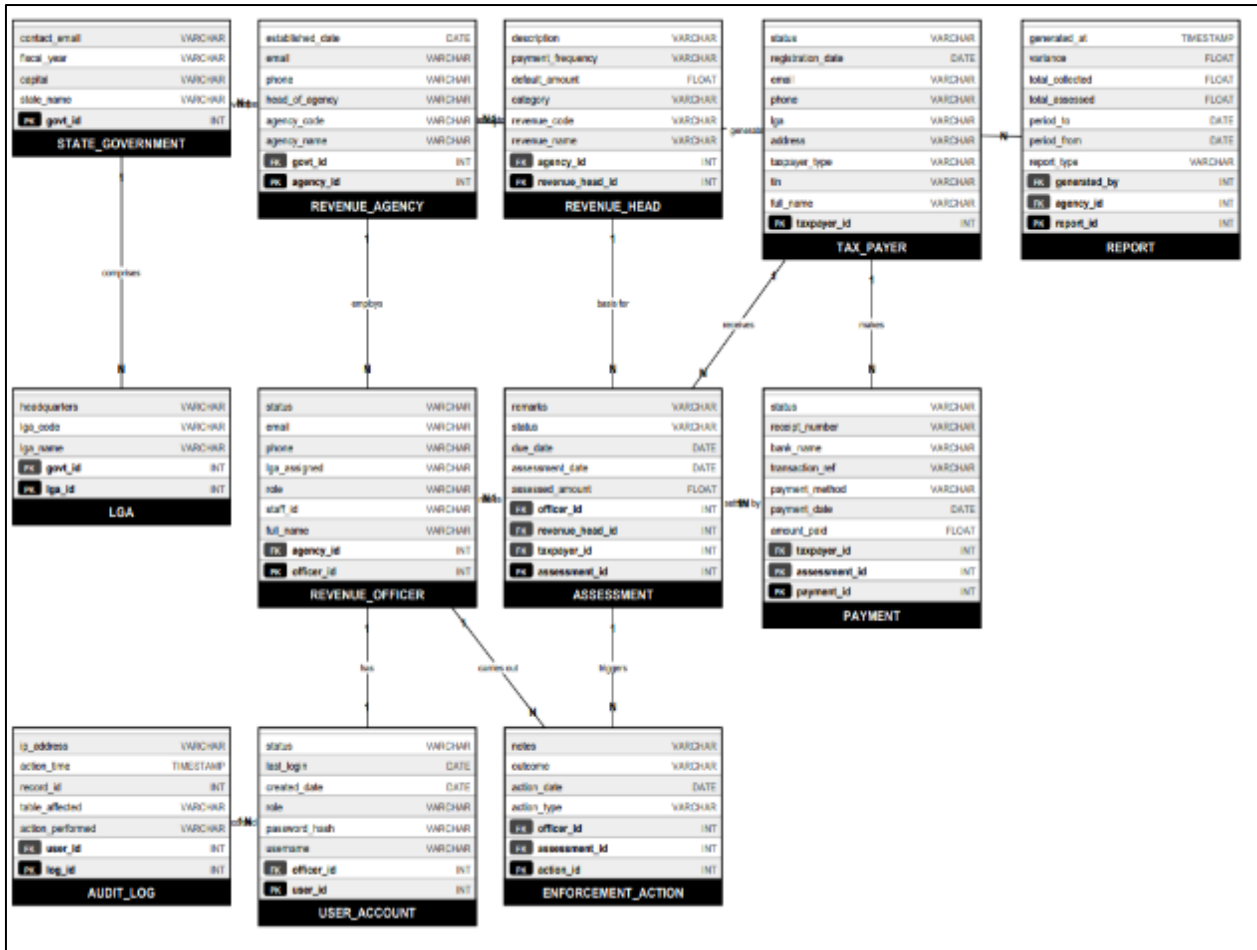 contact_email VARCHAR
fiscal_year VARCHAR
capital VARCHAR
state_name VARCHAR
PK govt_id INT
STATE_GOVERNMENT
established_date DATE
email VARCHAR
phone VARCHAR
head_of_agency VARCHAR
agency_code VARCHAR
agency_name VARCHAR
FK govt_id INT
PK agency_id INT
REVENUE_AGENCY
description VARCHAR
payment_frequency VARCHAR
default_amount FLOAT
category VARCHAR
revenue_code VARCHAR
revenue_name VARCHAR
FK agency_id INT
PK revenue_head_id INT
REVENUE_HEAD
status VARCHAR
registration_date DATE
email VARCHAR
phone VARCHAR
lga VARCHAR
address VARCHAR
taxpayer_type VARCHAR
tin VARCHAR
full_name VARCHAR
PK taxpayer_id INT
TAX_PAYER
generated_at TIMESTAMP
variance FLOAT
total_collected FLOAT
total_assessed FLOAT
period_to DATE
period_from DATE
report_type VARCHAR
FK generated_by INT
FK agency_id INT
PK report_id INT
REPORT
N
1
comprises
N
1
employs
N
1
basis for
N
1
receives
N
1
makes
N
headquarters VARCHAR
lga_code VARCHAR
lga_name VARCHAR
FK govt_id INT
PK lga_id INT
LGA
status VARCHAR
email VARCHAR
phone VARCHAR
lga_assigned VARCHAR
role VARCHAR
staff_id VARCHAR
full_name VARCHAR
FK agency_id INT
PK officer_id INT
REVENUE_OFFICER
remarks VARCHAR
status VARCHAR
due_date DATE
assessment_date DATE
assessed_amount FLOAT
FK officer_id INT
FK revenue_head_id INT
FK taxpayer_id INT
PK assessment_id INT
ASSESSMENT
status VARCHAR
receipt_number VARCHAR
bank_name VARCHAR
transaction_ref VARCHAR
payment_method VARCHAR
payment_date DATE
amount_paid FLOAT
FK taxpayer_id INT
FK assessment_id INT
PK payment_id INT
PAYMENT
1
has
1
1
carries out
N
1
triggers
N
ip_address VARCHAR
action_time TIMESTAMP
record_id INT
table_affected VARCHAR
action_performed VARCHAR
FK user_id INT
PK log_id INT
AUDIT_LOG
status VARCHAR
last_login DATE
created_date DATE
role VARCHAR
password_hash VARCHAR
username VARCHAR
FK officer_id INT
PK user_id INT
USER_ACCOUNT
notes VARCHAR
outcome VARCHAR
action_date DATE
action_type VARCHAR
FK officer_id INT
FK assessment_id INT
PK action_id INT
ENFORCEMENT_ACTION